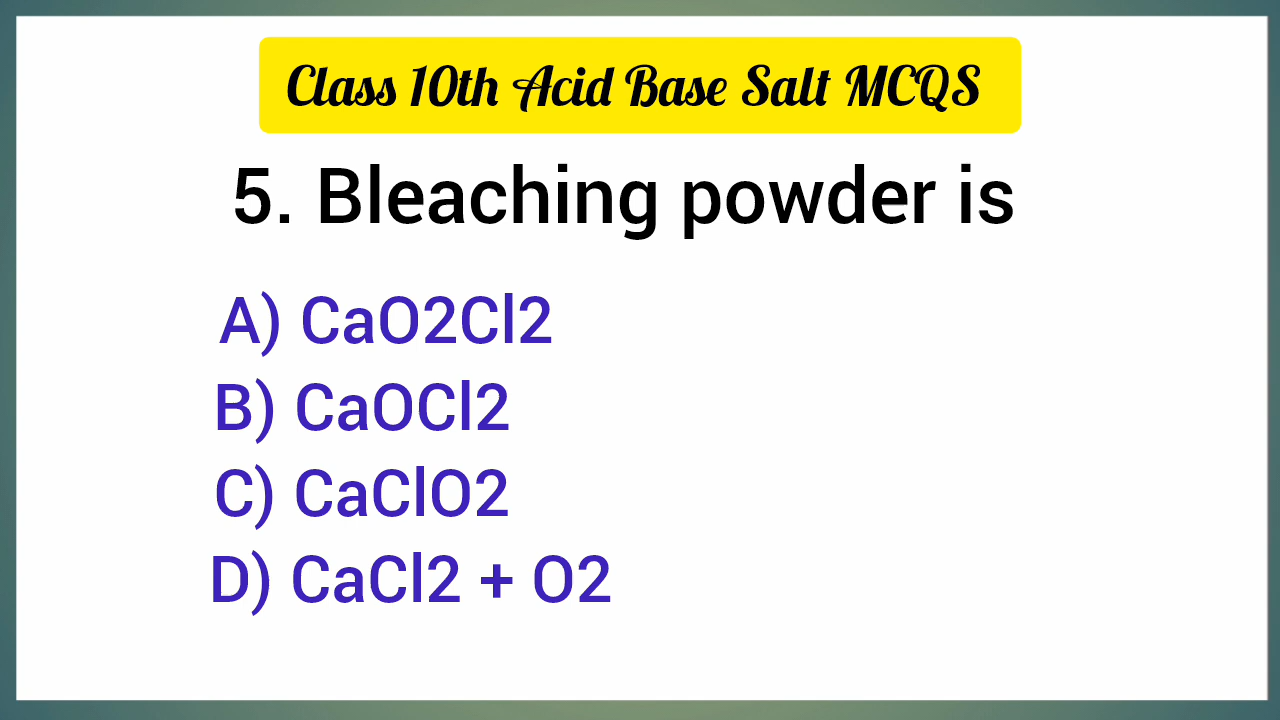 Class 10th Acid Base Salt MCQS
5. Bleaching powder is
A) CaO2Cl2
B) CaOCl2
C) CaClO2
D) CaCl2 + O2